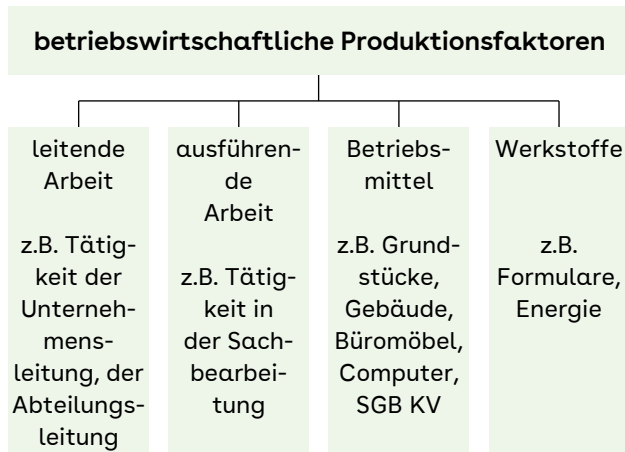 betriebswirtschaftliche Produktionsfaktoren
leitende
Arbeit
z.B. Tätig-
keit der
Unterneh-
mens-
leitung, der
Abteilungs-
leitung
ausführen-
de
Arbeit
z.B. Tätig-
keit in
der Sach-
bearbei-
tung
Betriebs-
mittel
z.B. Grund-
stücke,
Gebäude,
Büromöbel,
Computer,
SGB KV
Werkstoffe
z.B.
Formulare,
Energie